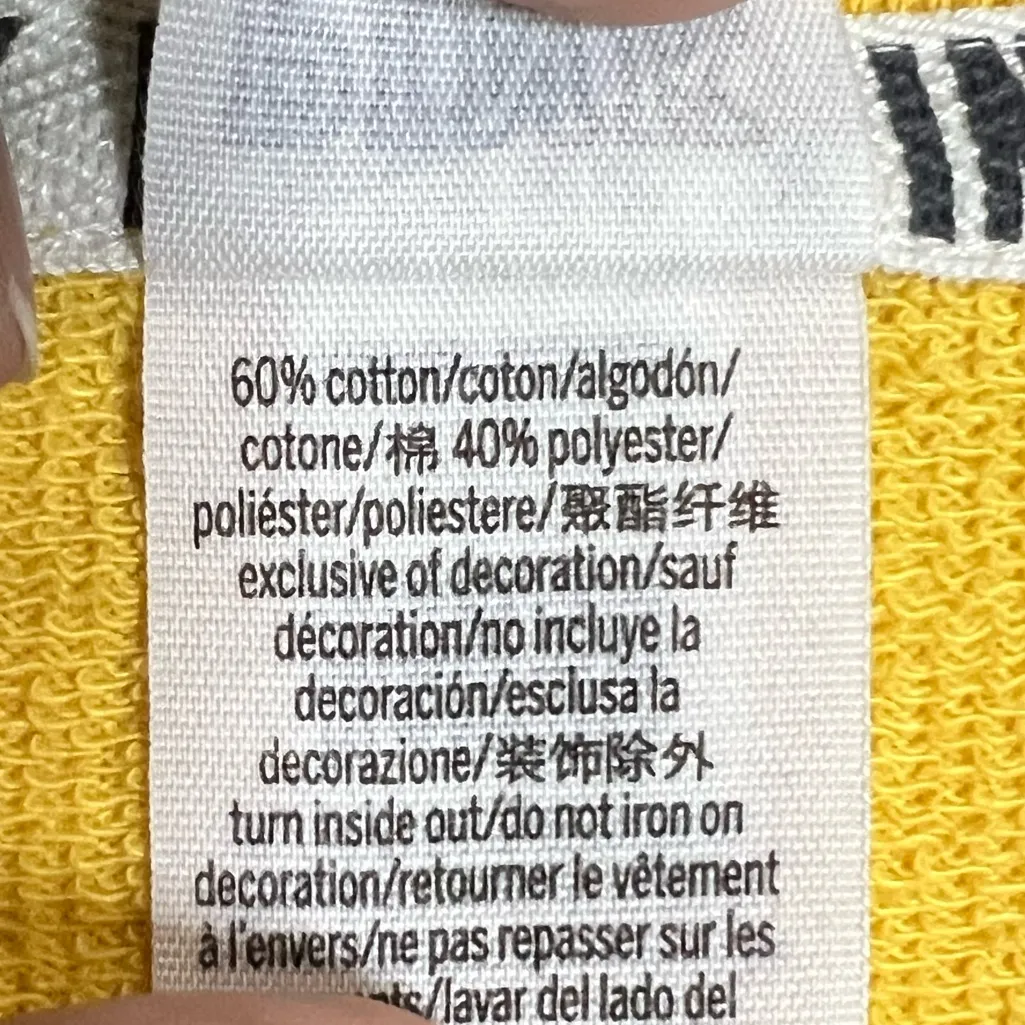 60% cotton/coton/algodón/
cotone/棉 40% polyester/
poliéster/poliestere/聚酯纤维
exclusive of decoration/sauf
décoration/no incluye la
decoración/esclusa la
decorazione/装饰除外
turn inside out/do not iron on
decoration/retourner le vêtement
à l'envers/ne pas repasser sur les
/lavar del lado del